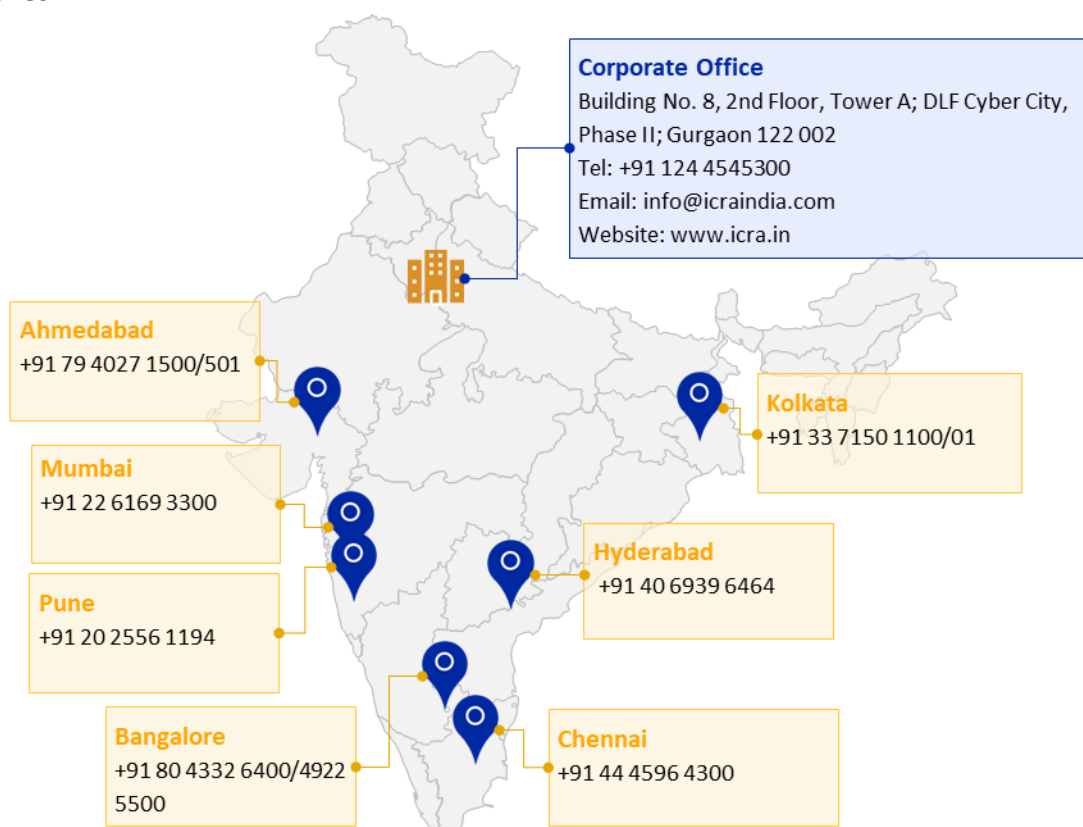 Corporate Office
Building No. 8, 2nd Floor, Tower A; DLF Cyber City,
Phase II; Gurgaon 122 002
Tel: +91 124 4545300
Email: info@icraindia.com
Website: www.icra.in
Ahmedabad
+91 79 4027 1500/501
Kolkata
+91 33 7150 1100/01
Mumbai
+91 22 6169 3300
Hyderabad
+91 40 6939 6464
Pune
+91 20 2556 1194
Bangalore
+91 80 4332 6400/4922
5500
Chennai
+91 44 4596 4300